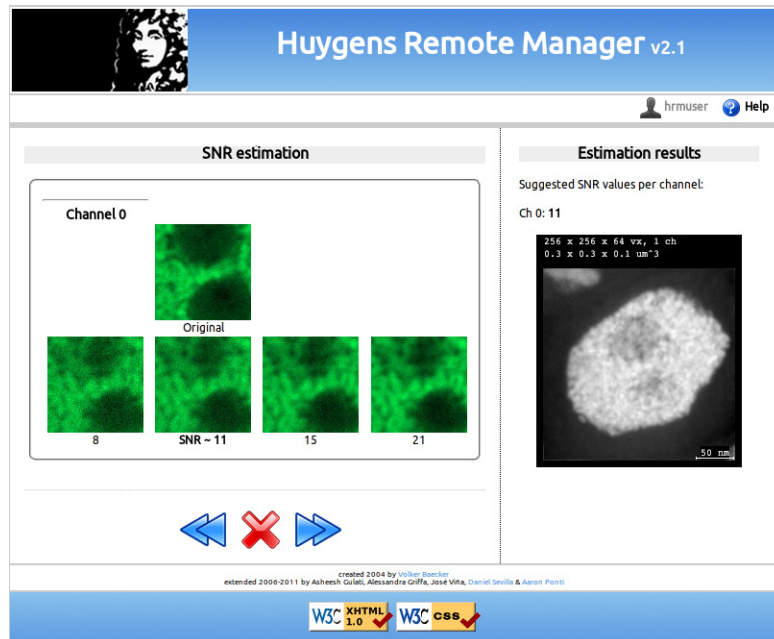 Huygens Remote Manager v2.1
hrmuser Help
SNR estimation
Channel 0
Original
8 SNR ~ 11 15 21
Estimation results
Suggested SNR values per channel:
Ch 0: 11
256 x 256 x 64 vx, 1 ch
0.3 x 0.3 x 0.1 um^3
50 nm
created 2004 by Volker Baecker
extended 2006-2011 by Asheesh Gulati, Alessandra Griffa, José Viña, Daniel Sevilla & Aaron Ponti
W3C XHTML 1.0 W3C css